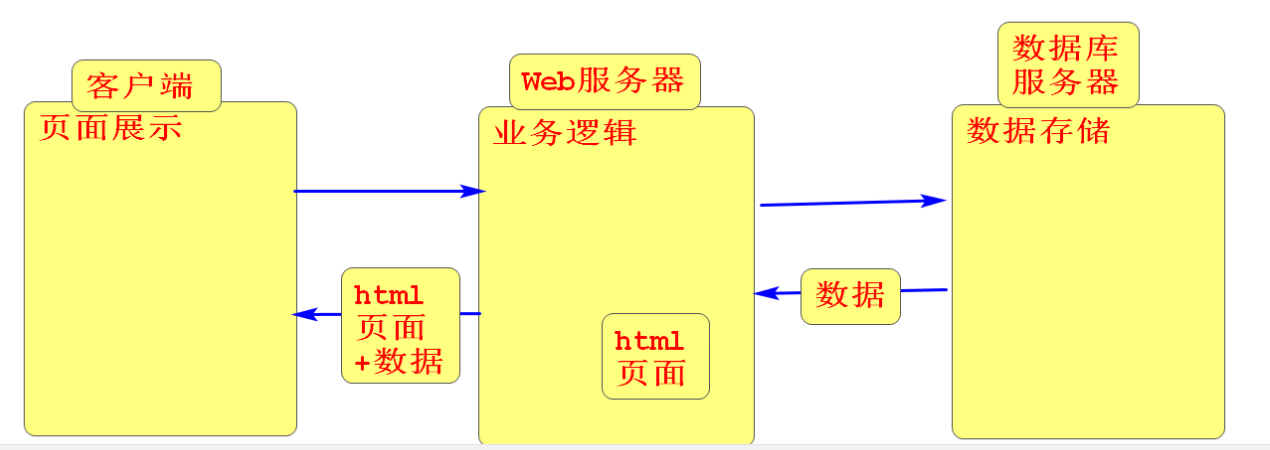 客户端
页面展示
html
页面
+数据
Web服务器
业务逻辑
html
页面
数据
数据库
服务器
数据存储